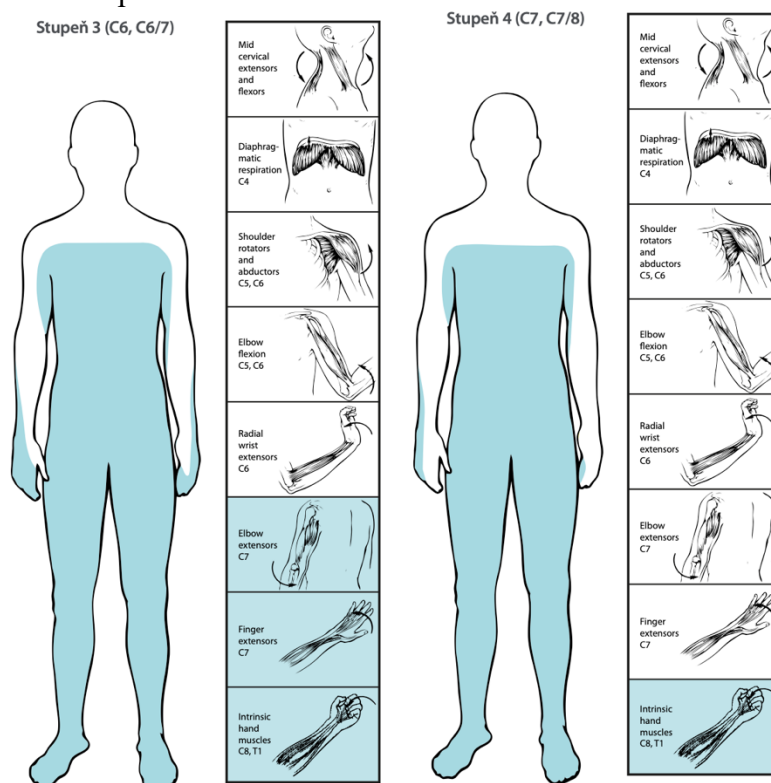 Stupeň 3 (C6, C6/7)
Mid
cervical
extensors
and
flexors
Diaphrag-
matic
respiration
C4
Shoulder
rotators
and
abductors
C5, C6
Elbow
flexion
C5, C6
Radial
wrist
extensors
C6
Elbow
extensors
C7
Finger
extensors
C7
Intrinsic
hand
muscles
C8, T1
Stupeň 4 (C7, C7/8)
Mid
cervical
extensors
and
flexors
Diaphrag-
matic
respiration
C4
Shoulder
rotators
and
abductors
C5, C6
Elbow
flexion
C5, C6
Radial
wrist
extensors
C6
Elbow
extensors
C7
Finger
extensors
C7
Intrinsic
hand
muscles
C8, T1